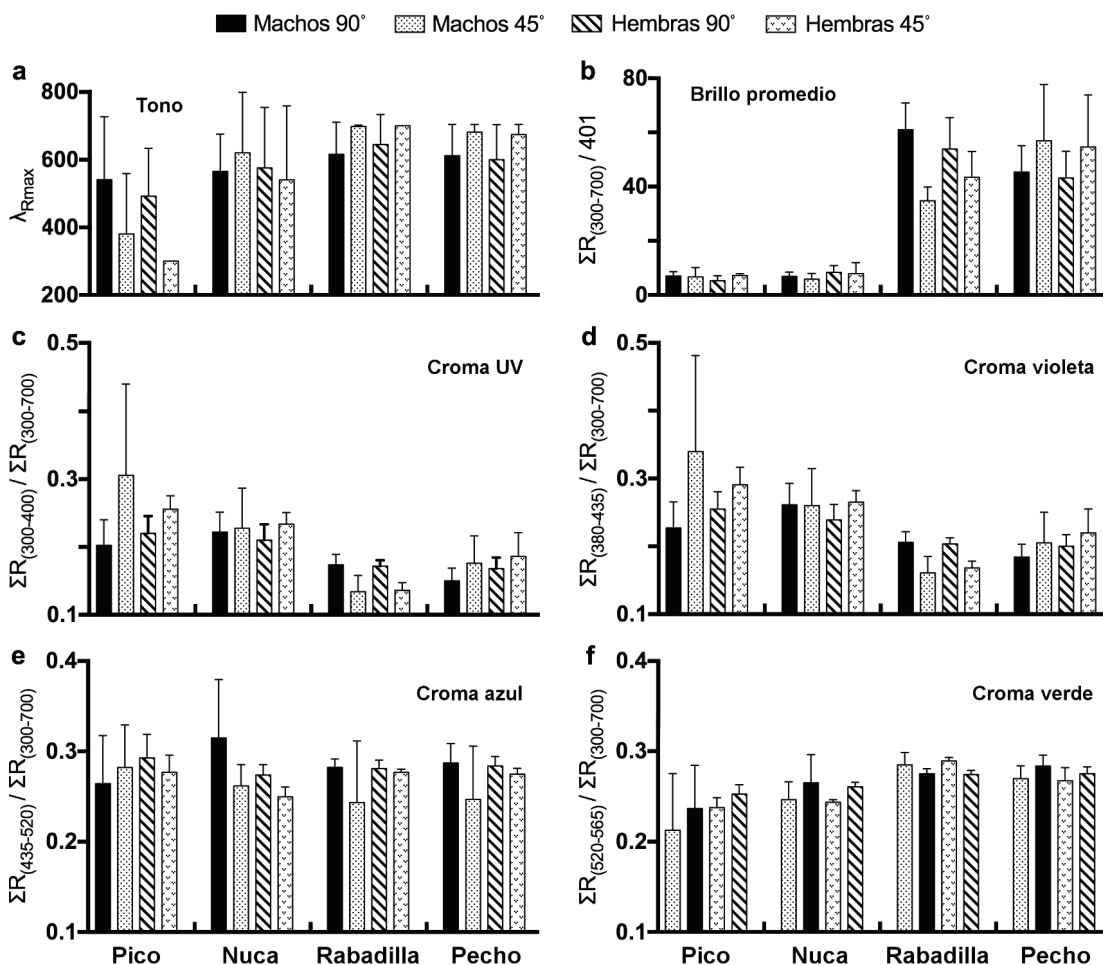 Machos 90° Machos 45° Hembras 90° Hembras 45°
a
Tono
800
600
400
200
λRmax
b
Brillo promedio
80
40
0
ΣR(300-700) / 401
c
Croma UV
0.5
0.3
0.1
ΣR(300-400) / ΣR(300-700)
d
Croma violeta
0.5
0.3
0.1
ΣR(380-435) / ΣR(300-700)
e
Croma azul
0.4
0.3
0.2
0.1
ΣR(435-520) / ΣR(300-700)
Pico Nuca Rabadilla Pecho
f
Croma verde
0.4
0.3
0.2
0.1
ΣR(520-565) / ΣR(300-700)
Pico Nuca Rabadilla Pecho